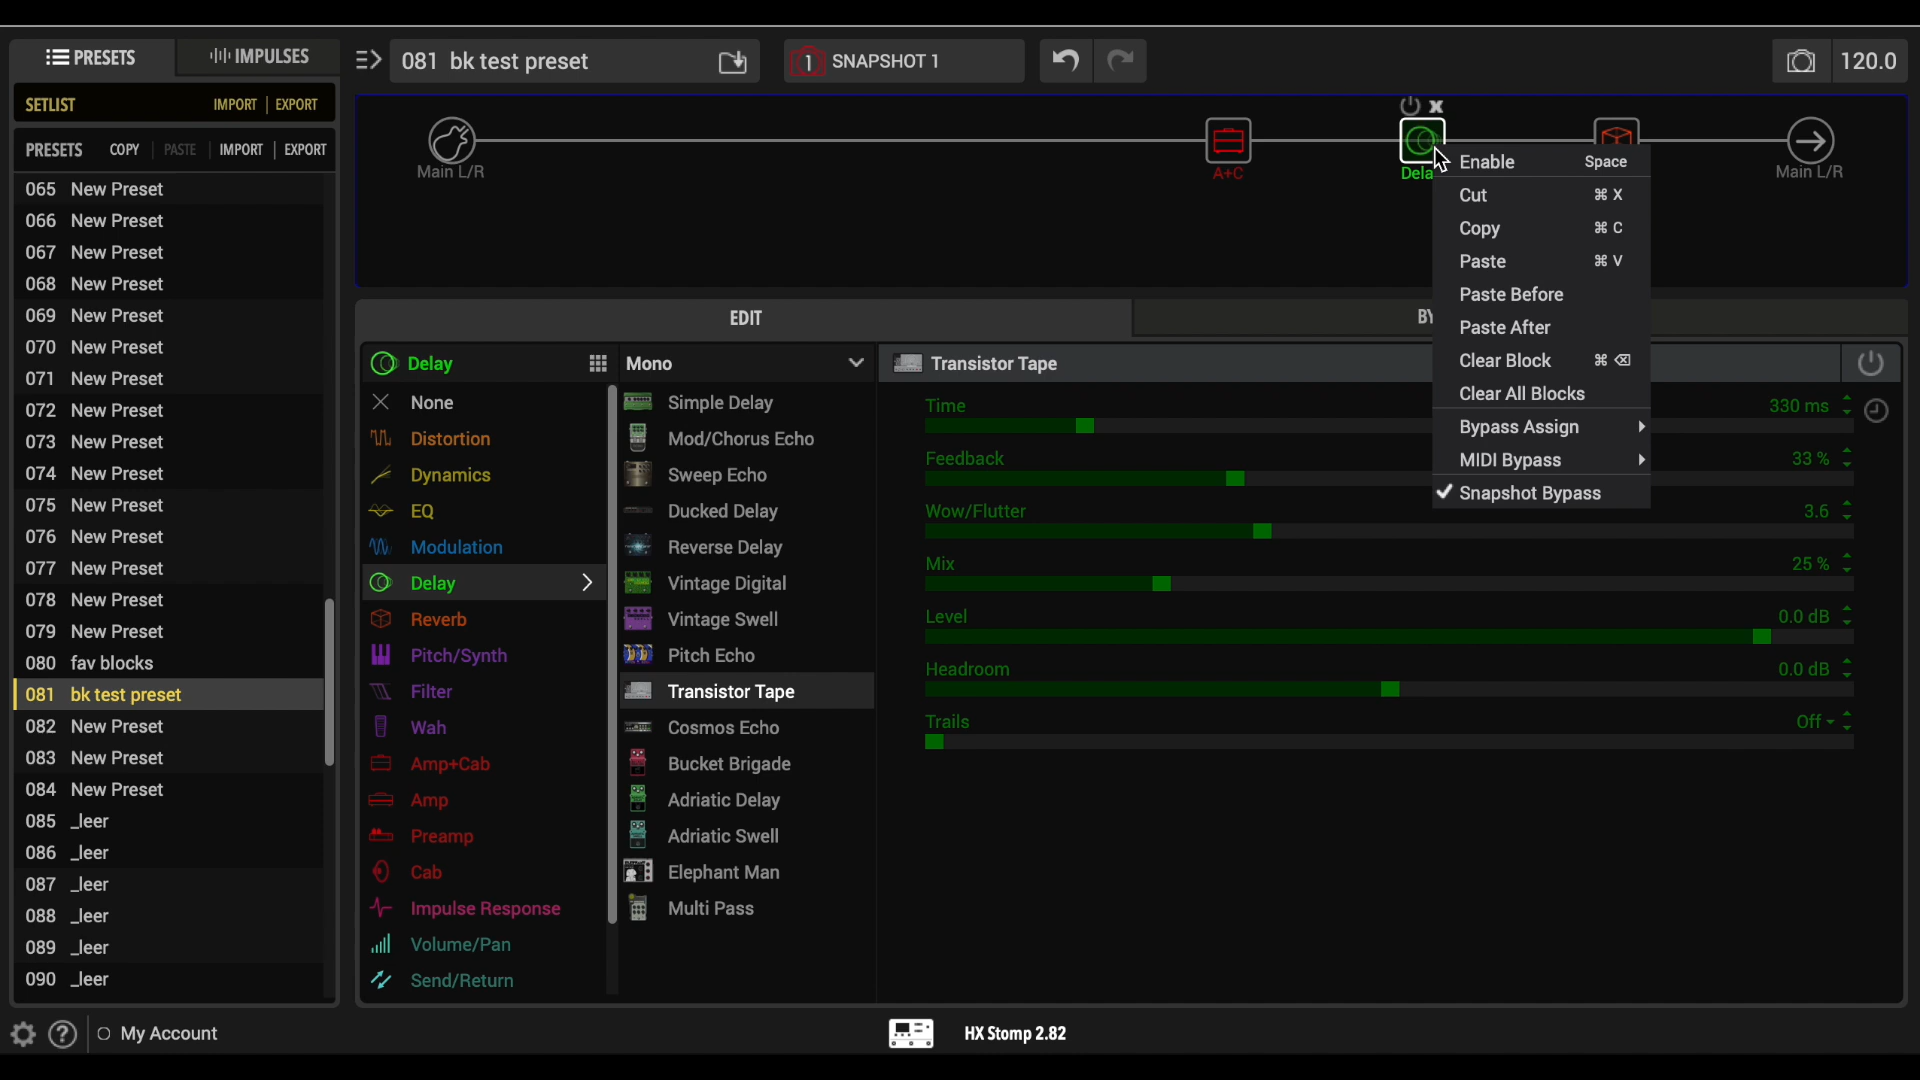 PRESETS
IMPULSES
081 bk test preset
1 SNAPSHOT 1
120.0
SETLIST IMPORT EXPORT
PRESETS COPY PASTE IMPORT EXPORT
065 New Preset
066 New Preset
067 New Preset
068 New Preset
069 New Preset
070 New Preset
071 New Preset
072 New Preset
073 New Preset
074 New Preset
075 New Preset
076 New Preset
077 New Preset
078 New Preset
079 New Preset
080 fav blocks
081 bk test preset
082 New Preset
083 New Preset
084 New Preset
085 _leer
086 _leer
087 _leer
088 _leer
089 _leer
090 _leer
Main L/R
A+C
Dela
Main L/R
Enable Space
Cut ⌘ X
Copy ⌘ C
Paste ⌘ V
Paste Before
Paste After
Clear Block ⌘ ⌫
Clear All Blocks
Bypass Assign
MIDI Bypass
Snapshot Bypass
EDIT
BY
Delay
Mono
Transistor Tape
None
Distortion
Dynamics
EQ
Modulation
Delay
Reverb
Pitch/Synth
Filter
Wah
Amp+Cab
Amp
Preamp
Cab
Impulse Response
Volume/Pan
Send/Return
Simple Delay
Mod/Chorus Echo
Sweep Echo
Ducked Delay
Reverse Delay
Vintage Digital
Vintage Swell
Pitch Echo
Transistor Tape
Cosmos Echo
Bucket Brigade
Adriatic Delay
Adriatic Swell
Elephant Man
Multi Pass
Time 330 ms
Feedback 33 %
Wow/Flutter 3.6
Mix 25 %
Level 0.0 dB
Headroom 0.0 dB
Trails Off
? My Account
HX Stomp 2.82